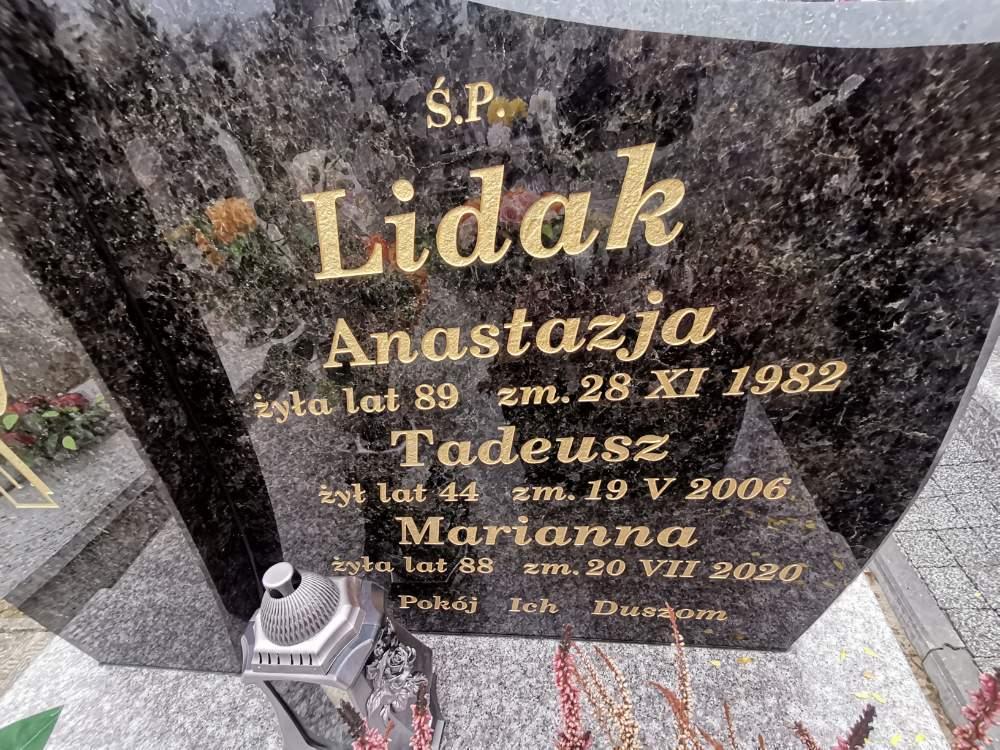 Ś.P.
Lidak
Anastazja
żyła lat 89 zm. 28 XI 1982
Tadeusz
żył lat 44 zm. 19 V 2006
Marianna
żyła lat 88 zm. 20 VII 2020
Pokój Ich Duszom